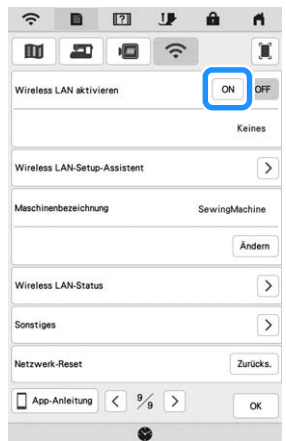 Wireless LAN aktivieren ON OFF
Keines
Wireless LAN-Setup-Assistent >
Maschinenbezeichnung SewingMachine
Ändern
Wireless LAN-Status >
Sonstiges >
Netzwerk-Reset Zurücks.
App-Anleitung < 9/9 > OK